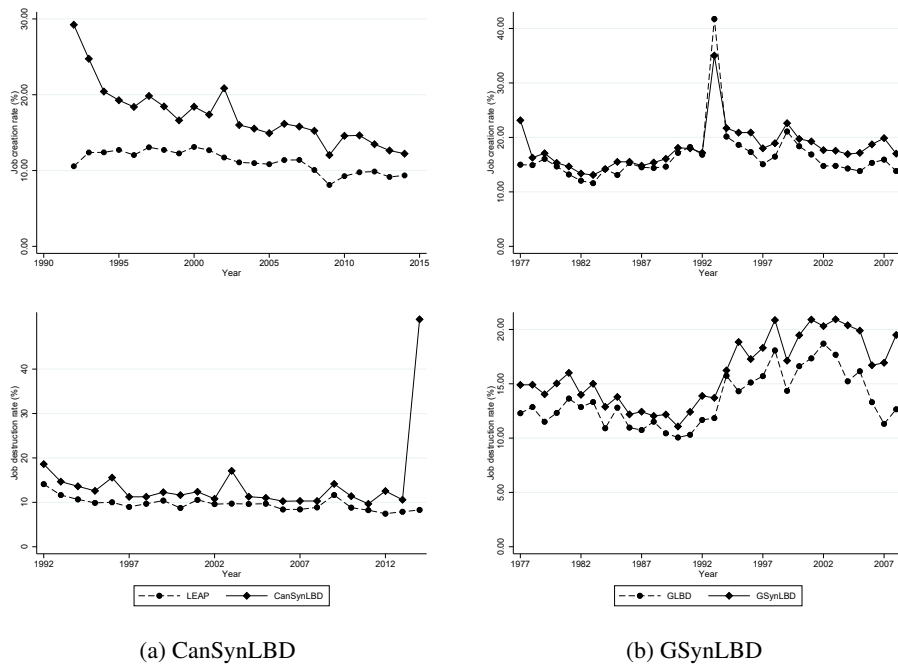 30.00
20.00
10.00
0.00
Job creation rate (%)
1990 1995 2000 2005 2010 2015
Year
40.00
30.00
20.00
10.00
0.00
Job creation rate (%)
1977 1982 1987 1992 1997 2002 2007
Year
40
30
20
10
0
Job destruction rate (%)
1992 1997 2002 2007 2012
Year
LEAP CanSynLBD
20.00
15.00
10.00
5.00
0.00
Job destruction rate (%)
1977 1982 1987 1992 1997 2002 2007
Year
GLBD GSynLBD
(a) CanSynLBD
(b) GSynLBD